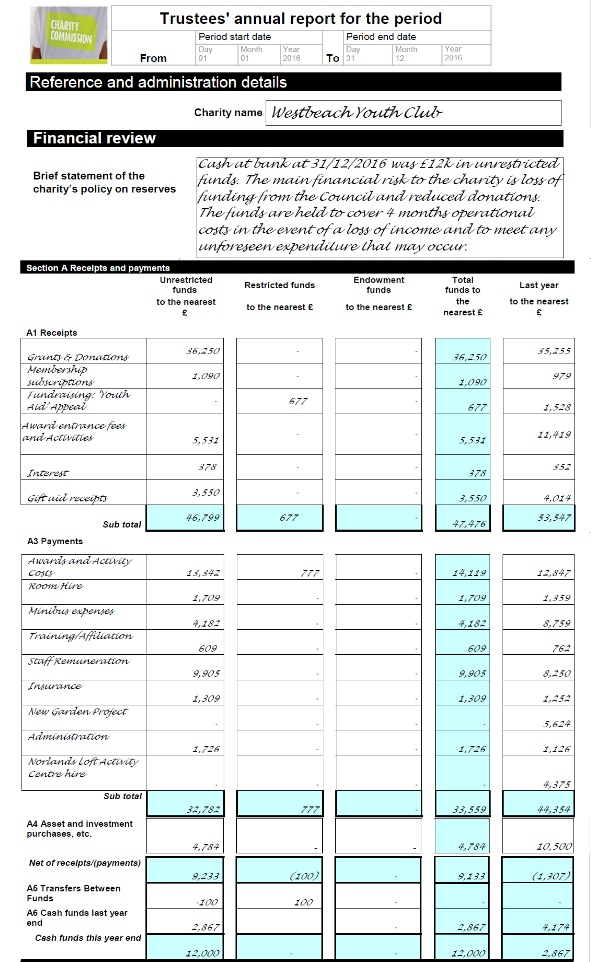 CHARITY
COMMISSION
Trustees' annual report for the period
Period start date Period end date
From Day 01 Month 01 Year 2016 To Day 31 Month 12 Year 2016
Reference and administration details
Charity name Westbeach Youth Club
Financial review
Brief statement of the charity's policy on reserves
Cash at bank at 31/12/2016 was £12k in unrestricted
funds. The main financial risk to the charity is loss of
funding from the Council and reduced donations.
The funds are held to cover 4 months operational
costs in the event of a loss of income and to meet any
unforeseen expenditure that may occur.
Section A Receipts and payments
Unrestricted funds Restricted funds Endowment funds Total funds to the nearest £ Last year
to the nearest £ to the nearest £ to the nearest £ to the nearest £
A1 Receipts
Grants & Donations 36,250 - - 36,250 35,255
Membership subscriptions 1,090 - - 1,090 979
Fundraising: 'Youth Aid' Appeal - 677 - 677 1,528
Award entrance fees and Activities 5,531 - - 5,531 11,419
Interest 378 - - 378 352
Gift aid receipts 3,550 - - 3,550 4,014
Sub total 46,799 677 - 47,476 53,547
A3 Payments
Awards and Activity Costs 13,342 777 - 14,119 12,847
Room Hire 1,709 - - 1,709 1,359
Minibus expenses 4,182 - - 4,182 8,759
Training/Affiliation 609 - - 609 762
Staff Remuneration 9,905 - - 9,905 8,250
Insurance 1,309 - - 1,309 1,252
New Garden Project - - - - 5,624
Administration 1,726 - - 1,726 1,126
Norlands Loft Activity Centre hire - - - - 4,375
Sub total 32,782 777 - 33,559 44,354
A4 Asset and investment purchases, etc. 4,784 - - 4,784 10,500
Net of receipts/(payments) 9,233 (100) - 9,133 (1,307)
A5 Transfers Between Funds -100 100 - - -
A6 Cash funds last year end 2,867 - 2,867 4,174
Cash funds this year end 12,000 - - 12,000 2,867